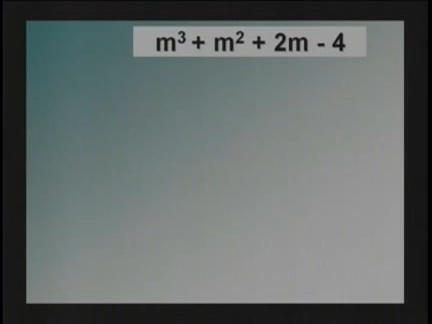 m³ + m² + 2m - 4